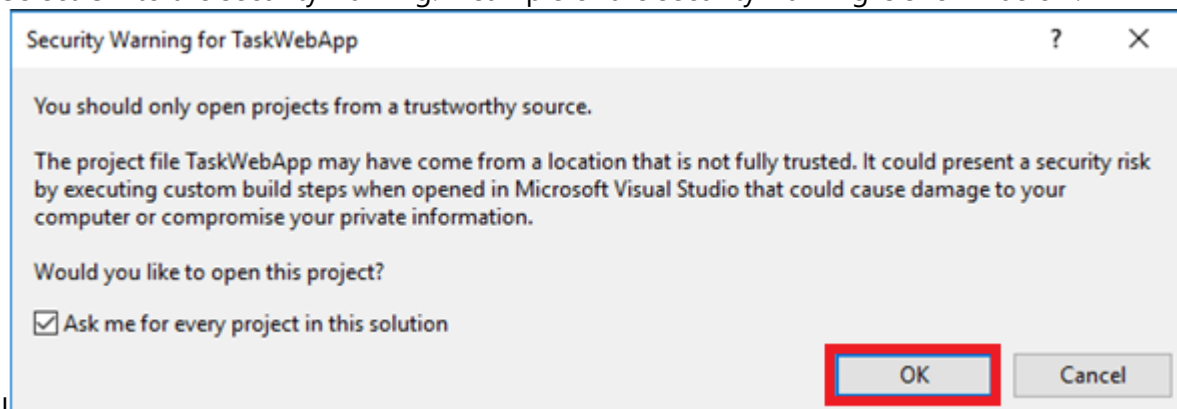 Security Warning for TaskWebApp ? ×
You should only open projects from a trustworthy source.
The project file TaskWebApp may have come from a location that is not fully trusted. It could present a security risk
by executing custom build steps when opened in Microsoft Visual Studio that could cause damage to your
computer or compromise your private information.
Would you like to open this project?
Ask me for every project in this solution
OK Cancel